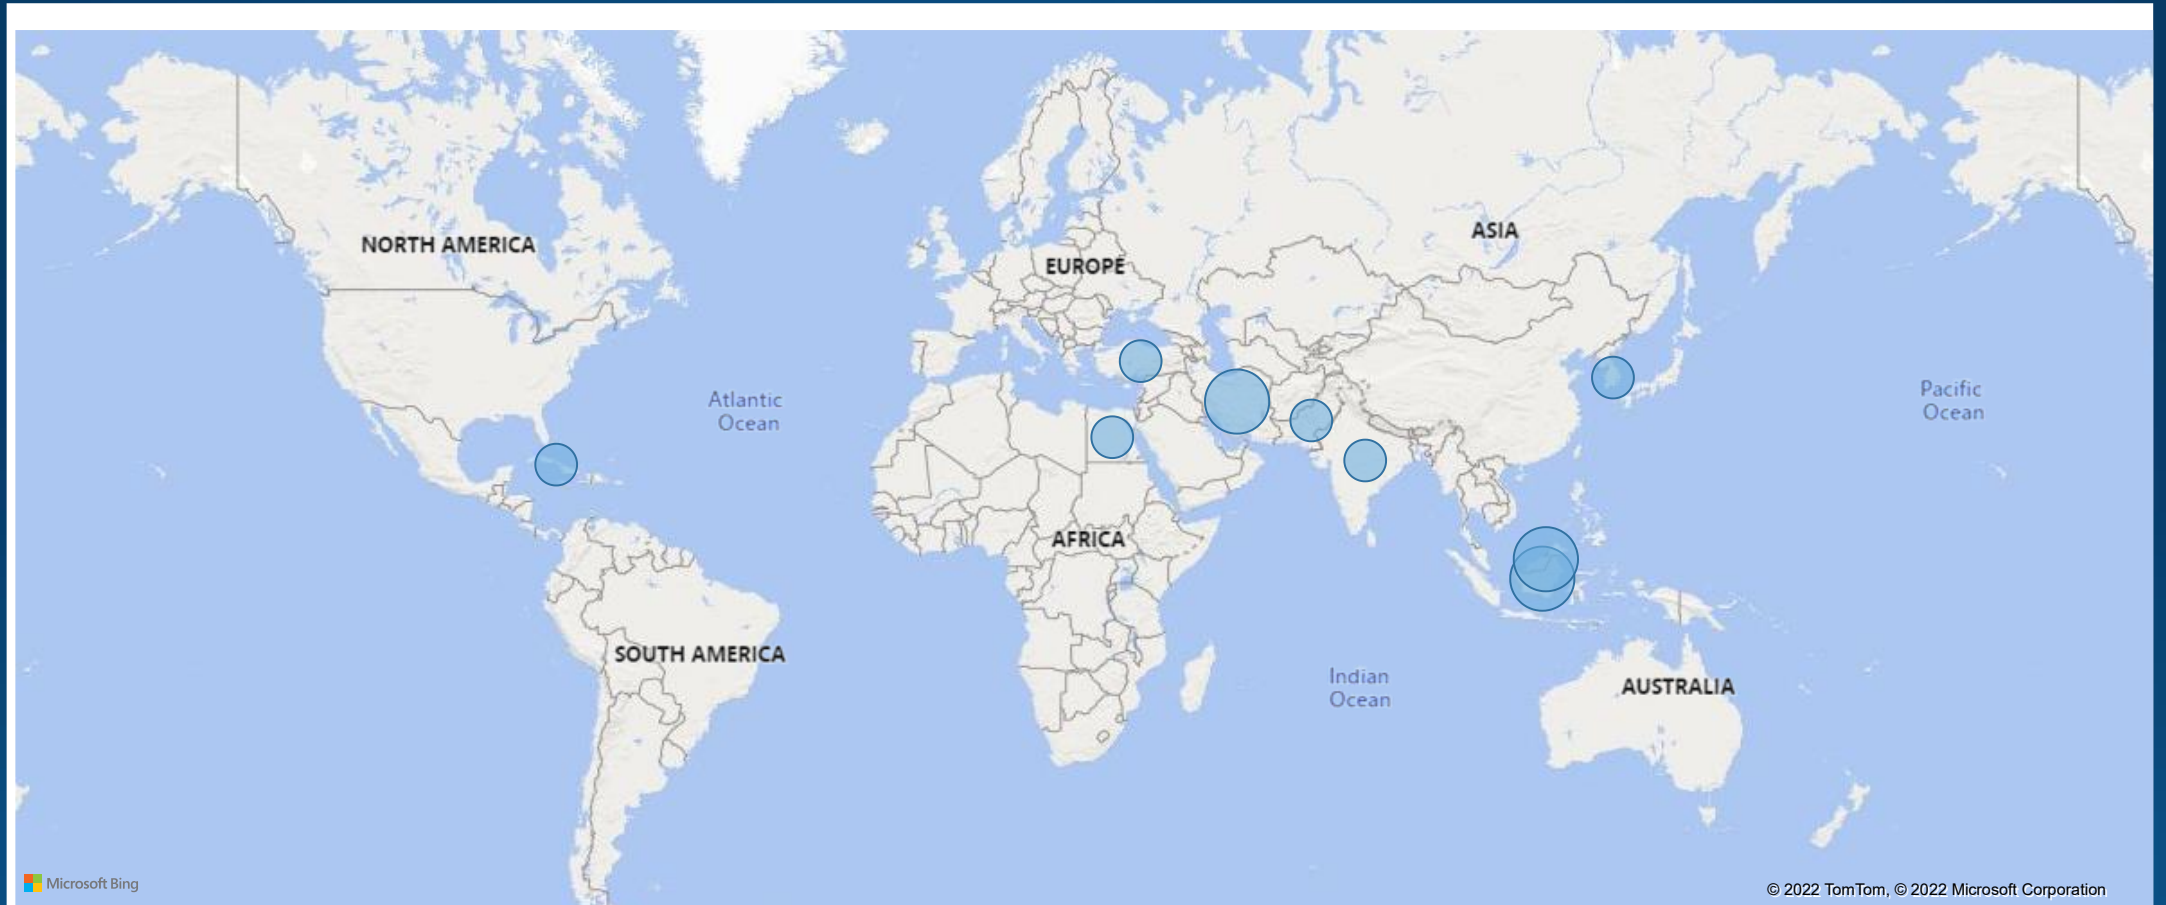 ASIA
NORTH AMERICA
EUROPE
Atlantic
Ocean
Pacific
Ocean
AFRICA
SOUTH AMERICA
Indian
Ocean
AUSTRALIA
Microsoft Bing
© 2022 TomTom, © 2022 Microsoft Corporation